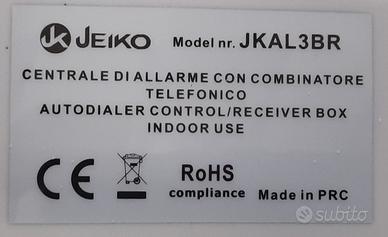 JK JEIKO Model nr. JKAL3BR
CENTRALE DI ALLARME CON COMBINATORE
TELEFONICO
AUTODIALER CONTROL/RECEIVER BOX
INDOOR USE
CE RoHS
compliance Made in PRC
subito